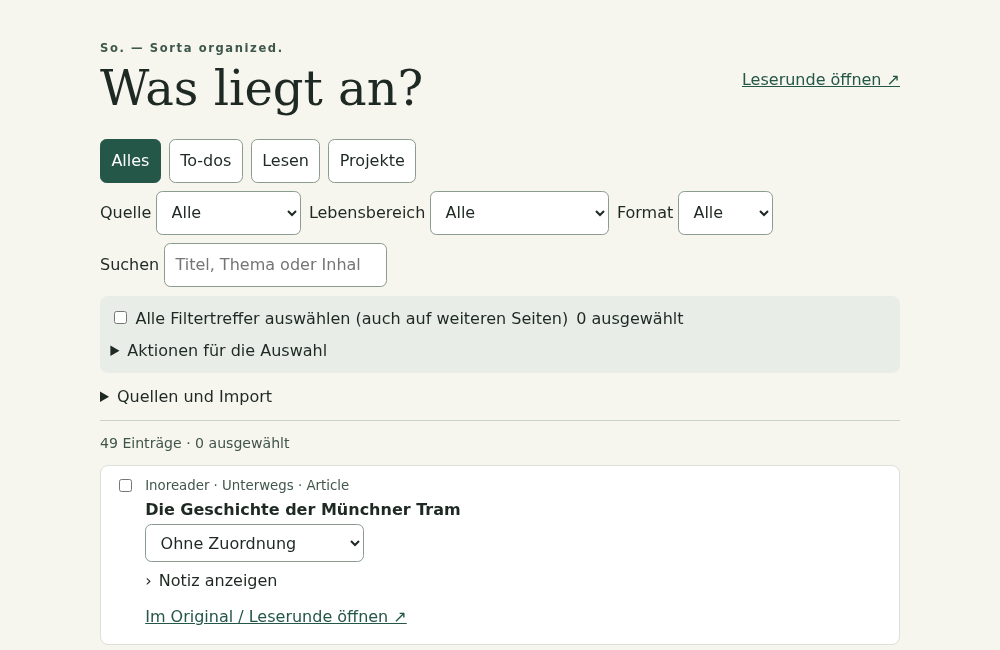 So. — Sorta organized.
Was liegt an?
Leserunde öffnen ↗
Alles To-dos Lesen Projekte
Quelle Alle Lebensbereich Alle Format Alle
Suchen Titel, Thema oder Inhal
Alle Filtertreffer auswählen (auch auf weiteren Seiten) 0 ausgewählt
▶ Aktionen für die Auswahl
▶ Quellen und Import
49 Einträge · 0 ausgewählt
Inoreader · Unterwegs · Article
Die Geschichte der Münchner Tram
Ohne Zuordnung
› Notiz anzeigen
Im Original / Leserunde öffnen ↗